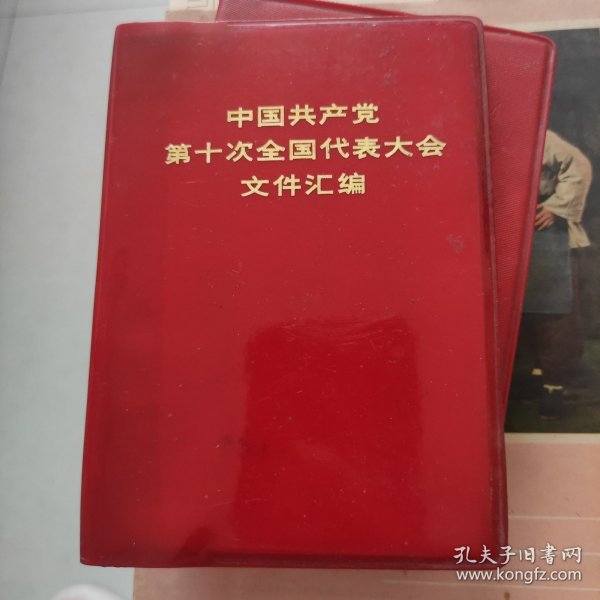 中国共产党
第十次全国代表大会
文件汇编
孔夫子旧书网
www.kongfz.com